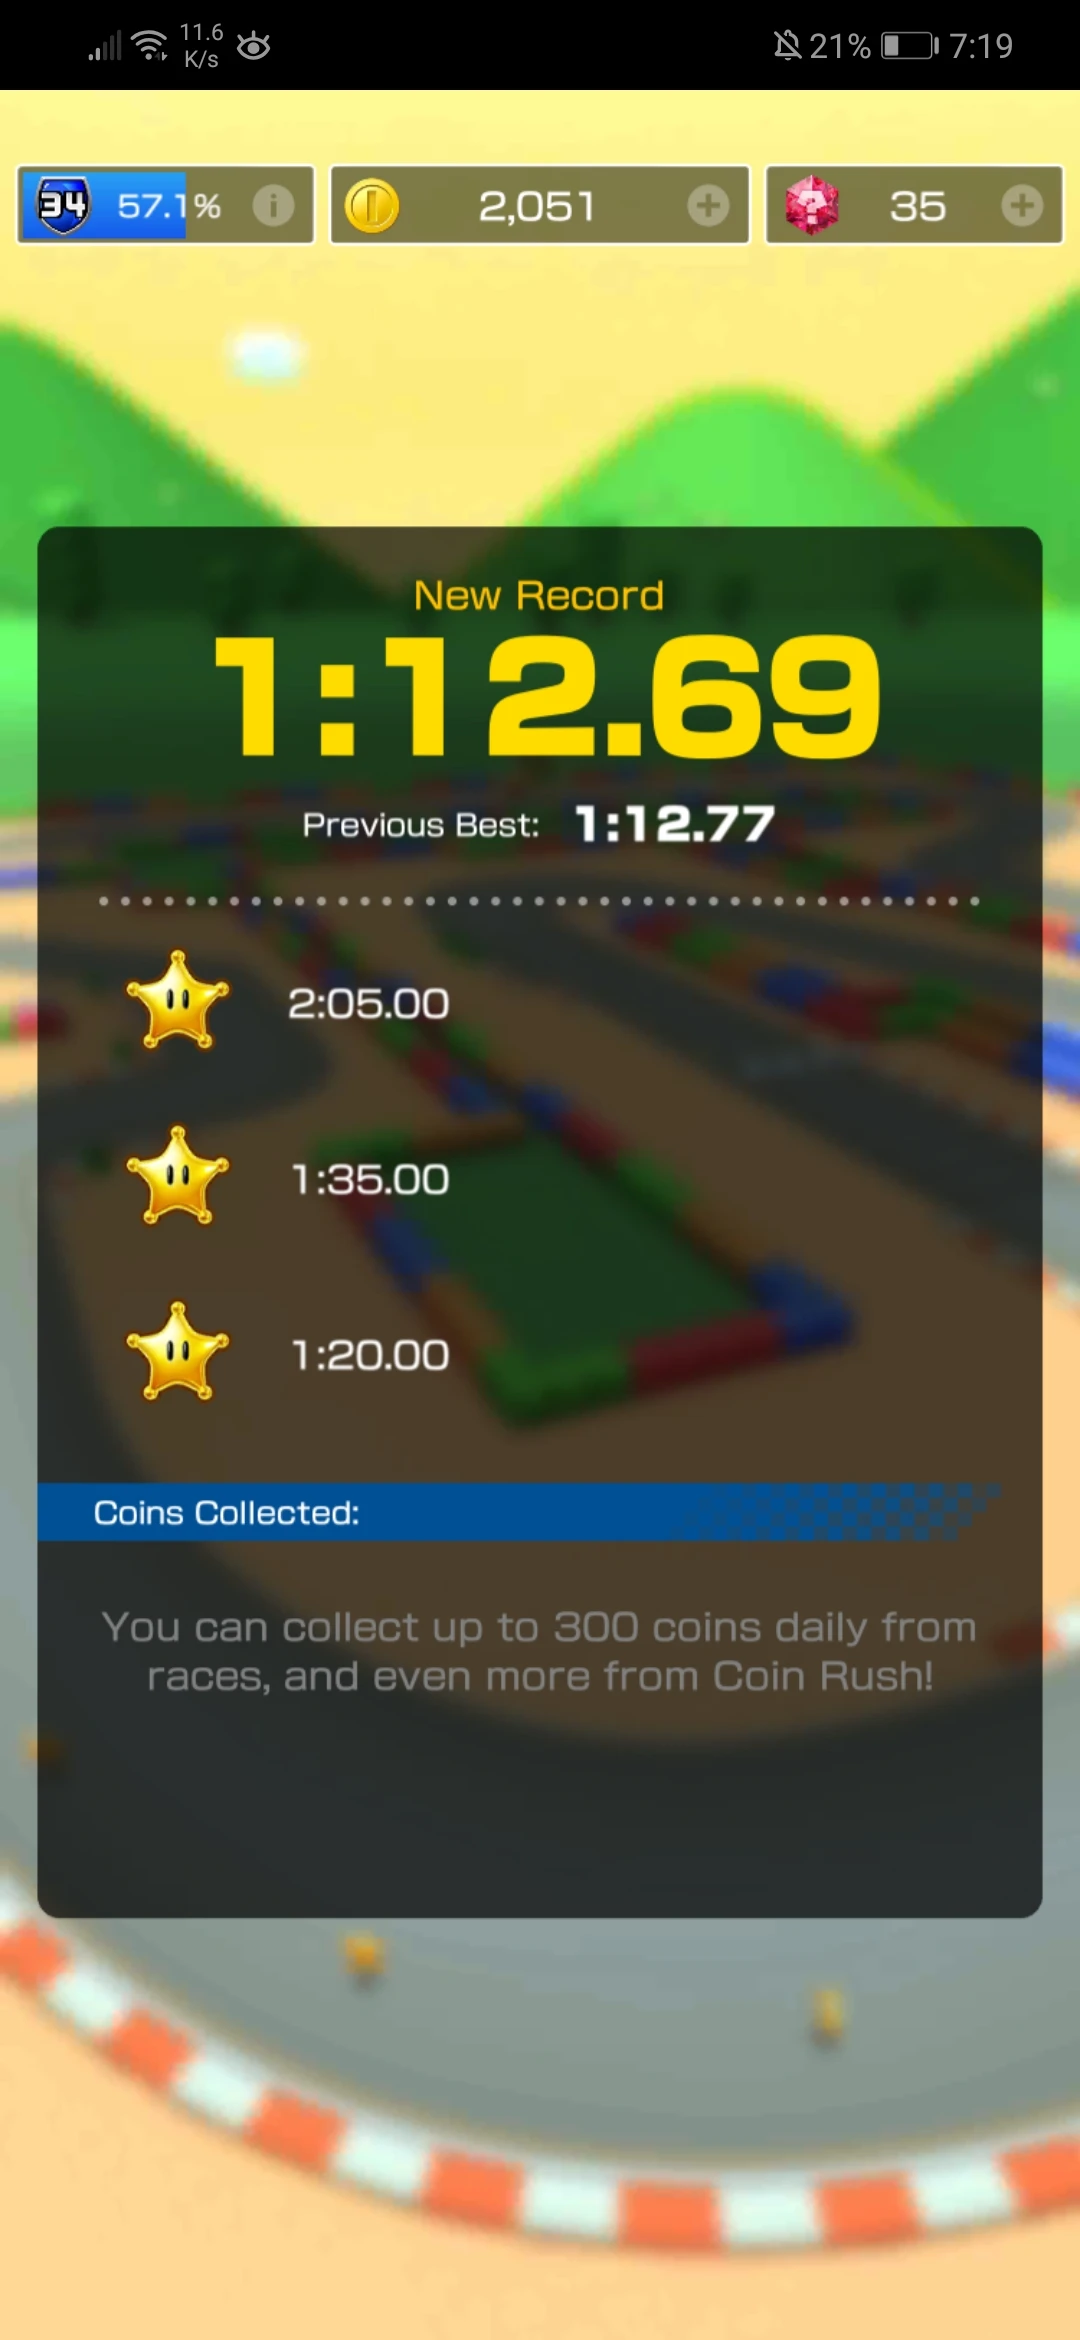 11.6
K/s
21%
7:19
34
57.1%
i
2,051
+
?
35
+
New Record
1:12.69
Previous Best: 1:12.77
2:05.00
1:35.00
1:20.00
Coins Collected:
You can collect up to 300 coins daily from
races, and even more from Coin Rush!